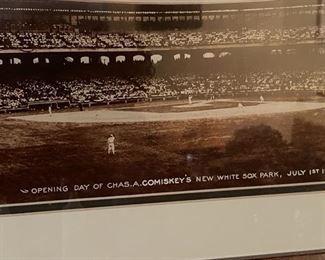 OPENING DAY OF CHAS.A.COMISKEY'S NEW WHITE SOX PARK, JULY 1ST